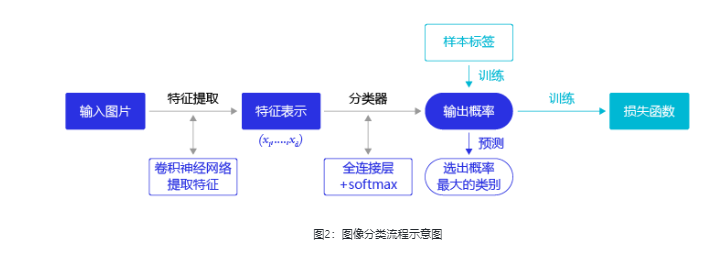 样本标签
训练
输入图片
特征提取
特征表示
(x₁,....,x_d)
分类器
输出概率
训练
损失函数
预测
卷积神经网络
提取特征
全连接层
+softmax
选出概率
最大的类别
图2：图像分类流程示意图